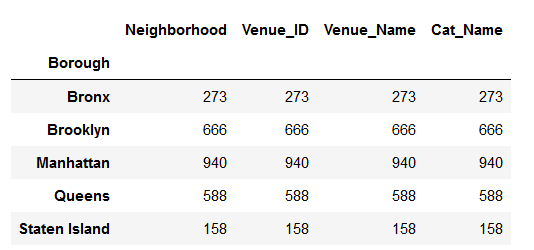 Neighborhood Venue_ID Venue_Name Cat_Name
Borough
Bronx 273 273 273 273
Brooklyn 666 666 666 666
Manhattan 940 940 940 940
Queens 588 588 588 588
Staten Island 158 158 158 158